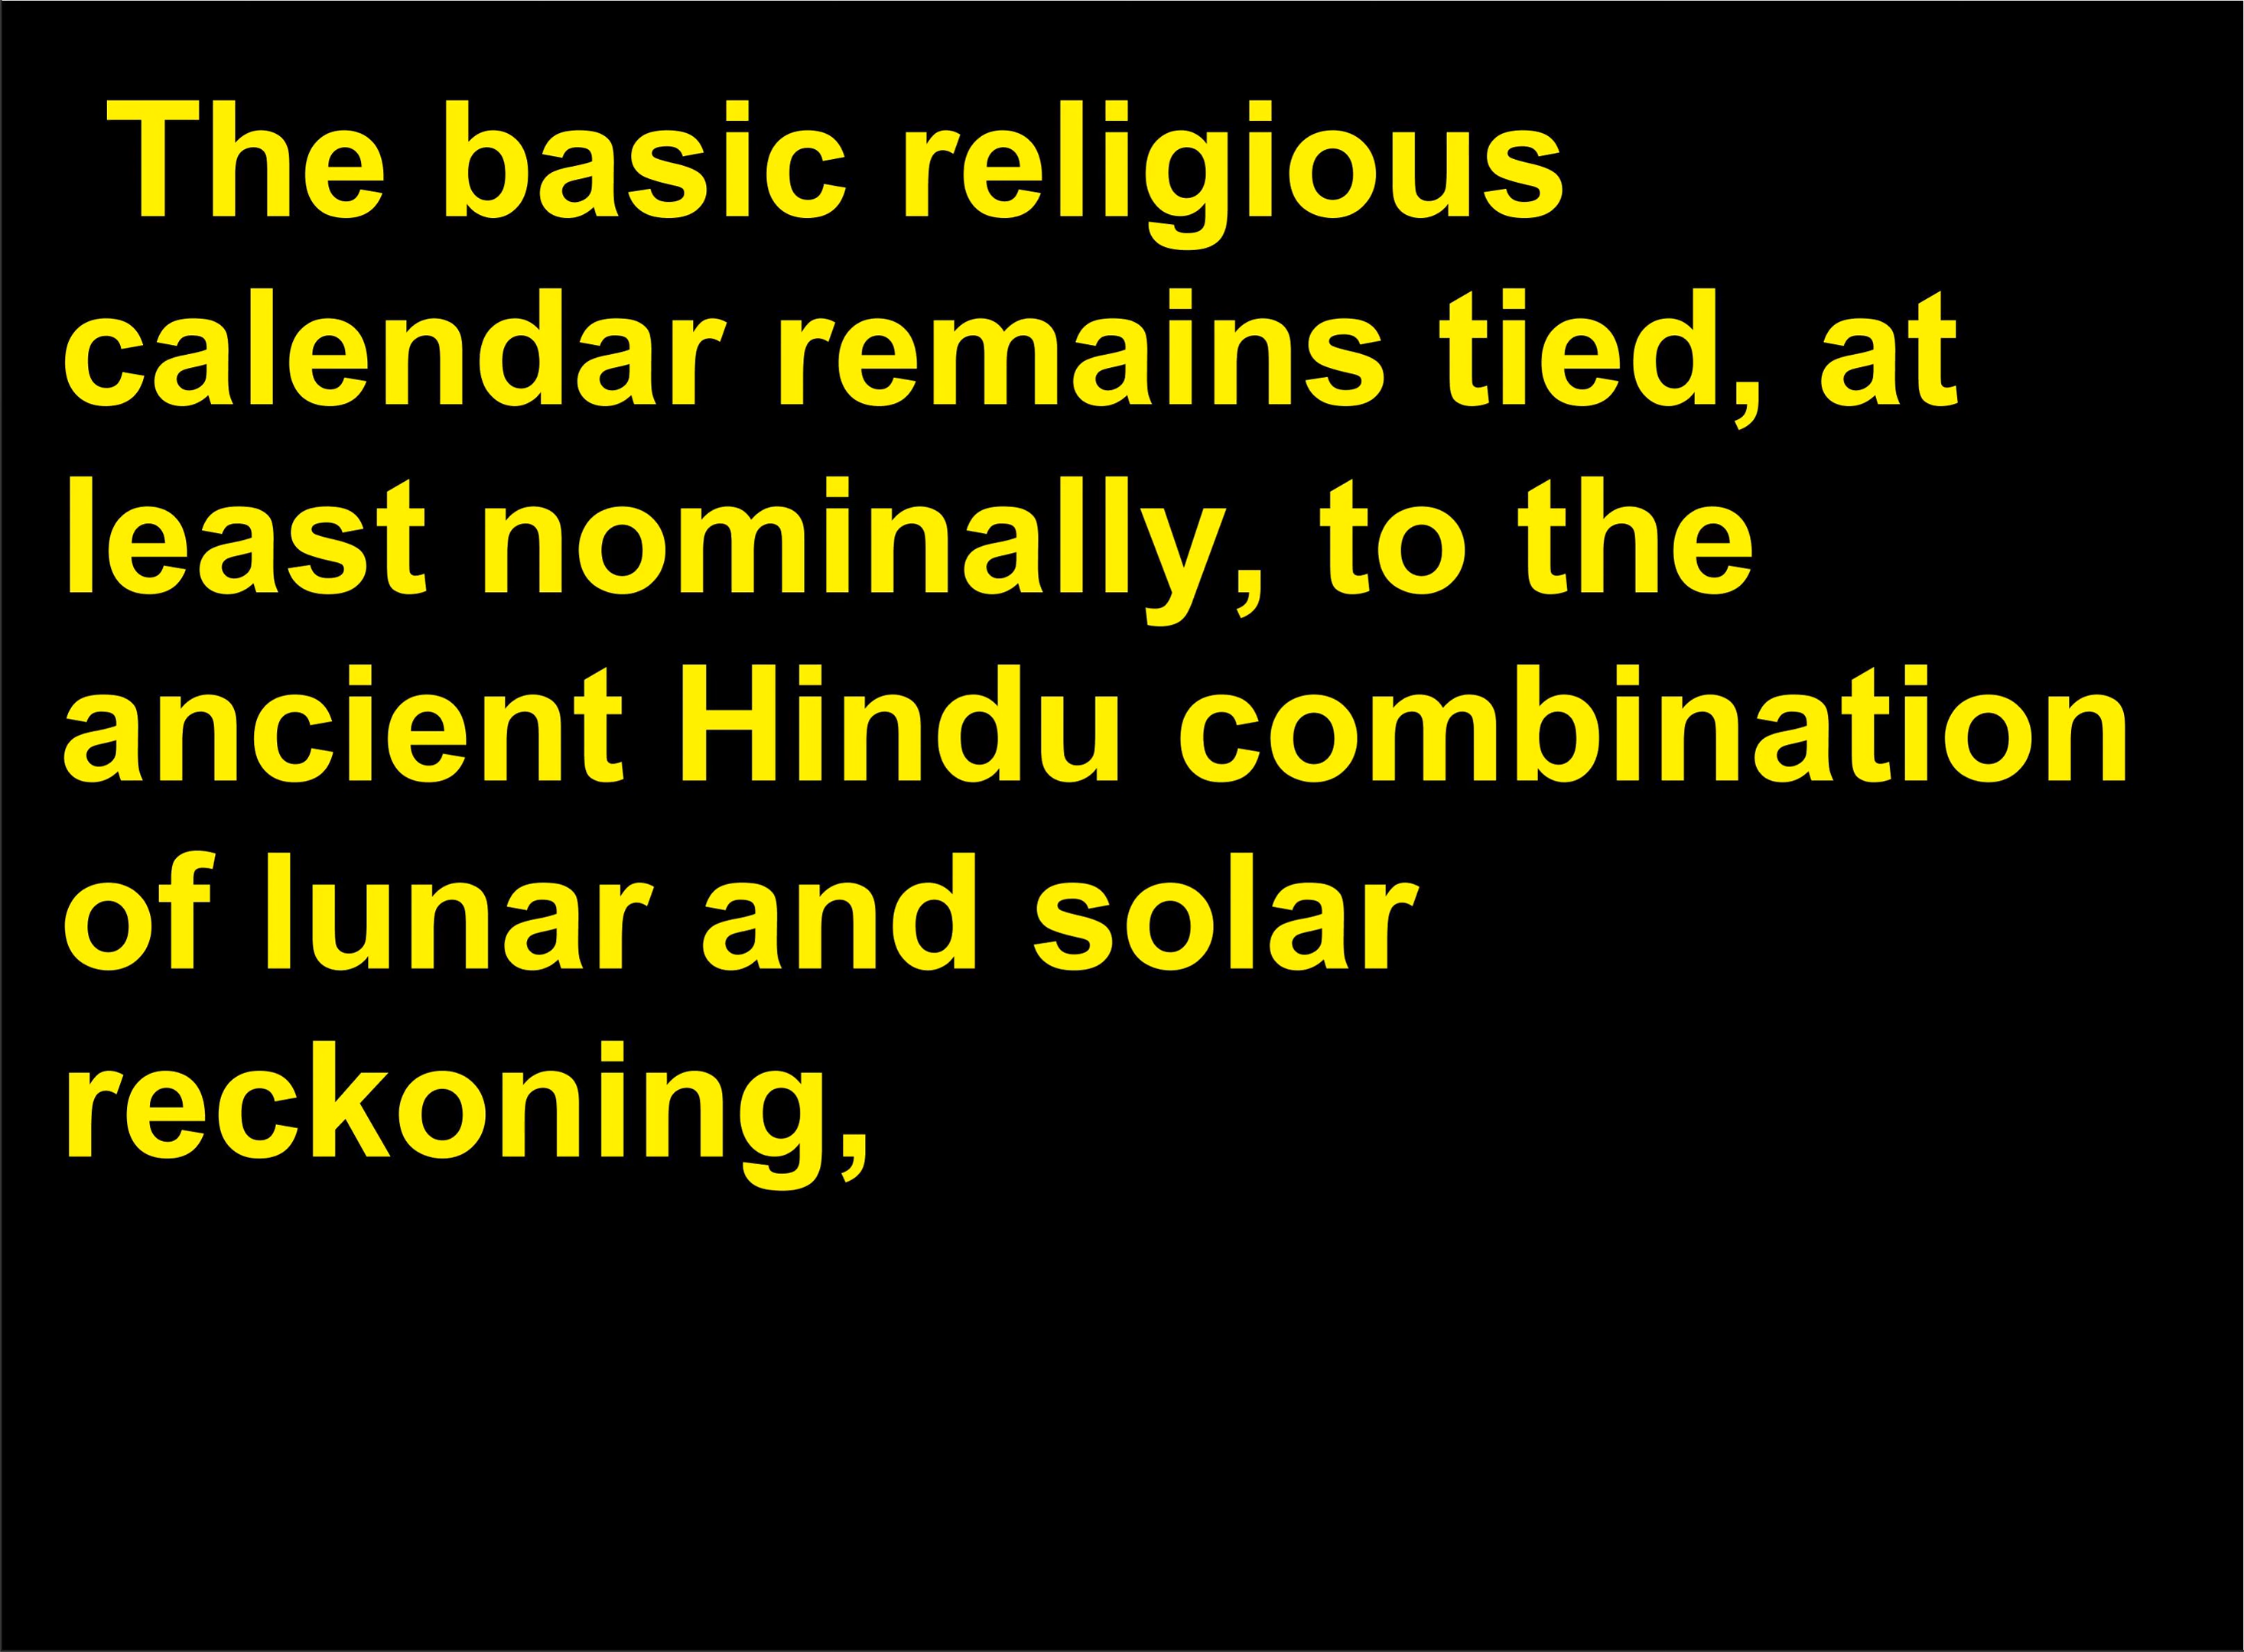 The basic religious
calendar remains tied, at
least nominally, to the
ancient Hindu combination
of lunar and solar
reckoning,